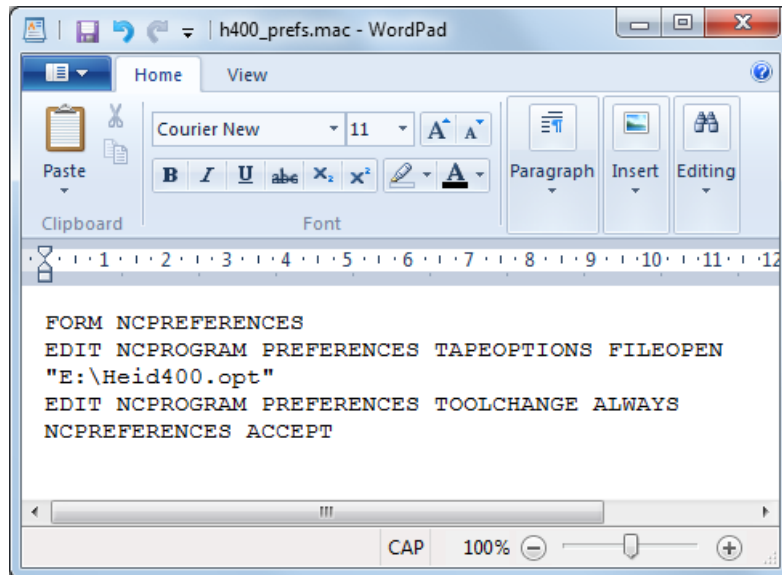 h400_prefs.mac - WordPad
Home View
Courier New 11 A A
Paste B I U abc X₂ X² A Paragraph Insert Editing
Clipboard Font
1 2 3 4 5 6 7 8 9 10 11 12
FORM NCPREFERENCES
EDIT NCPROGRAM PREFERENCES TAPEOPTIONS FILEOPEN
"E:\Heid400.opt"
EDIT NCPROGRAM PREFERENCES TOOLCHANGE ALWAYS
NCPREFERENCES ACCEPT
CAP 100%